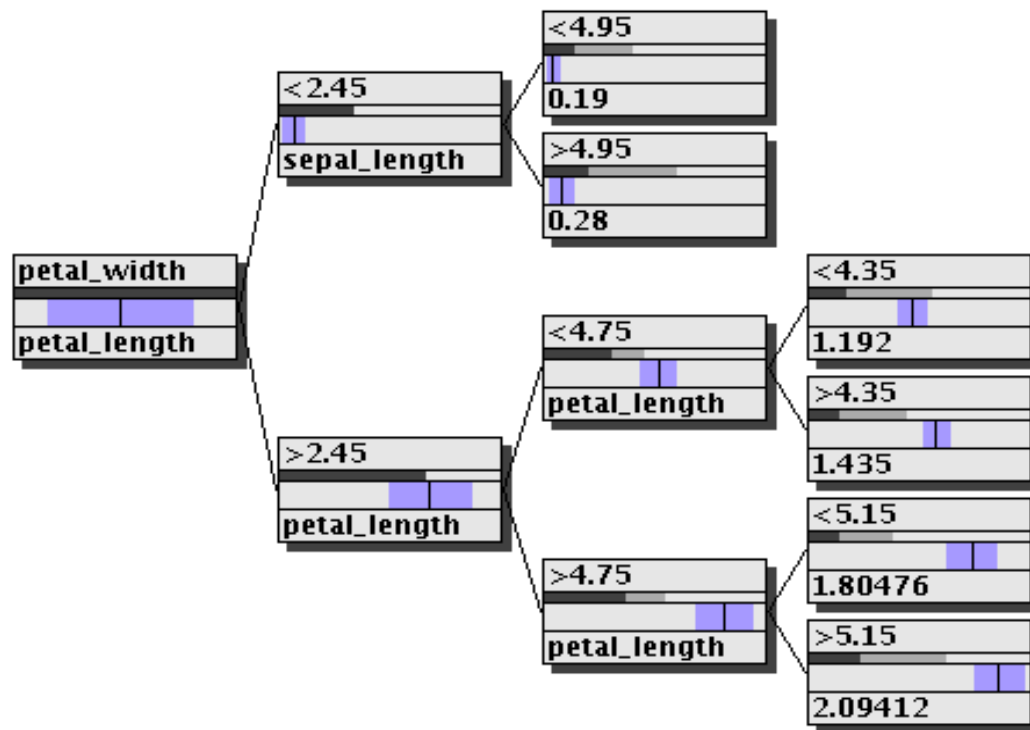 petal_width
petal_length
<2.45
sepal_length
<4.95
0.19
>4.95
0.28
>2.45
petal_length
<4.75
petal_length
<4.35
1.192
>4.35
1.435
>4.75
petal_length
<5.15
1.80476
>5.15
2.09412